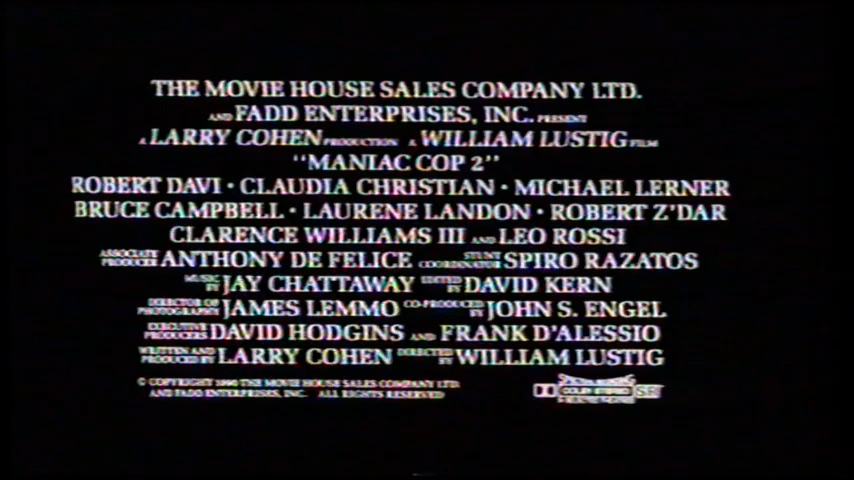 THE MOVIE HOUSE SALES COMPANY LTD.
AND FADD ENTERPRISES, INC. PRESENT
A LARRY COHEN PRODUCTION A WILLIAM LUSTIG FILM
"MANIAC COP 2"
ROBERT DAVI • CLAUDIA CHRISTIAN • MICHAEL LERNER
BRUCE CAMPBELL • LAURENE LANDON • ROBERT Z'DAR
CLARENCE WILLIAMS III AND LEO ROSSI
ASSOCIATE PRODUCER ANTHONY DE FELICE STUNT COORDINATOR SPIRO RAZATOS
MUSIC BY JAY CHATTAWAY EDITED BY DAVID KERN
DIRECTOR OF PHOTOGRAPHY JAMES LEMMO CO-PRODUCED BY JOHN S. ENGEL
EXECUTIVE PRODUCERS DAVID HODGINS AND FRANK D'ALESSIO
WRITTEN AND PRODUCED BY LARRY COHEN DIRECTED BY WILLIAM LUSTIG
© COPYRIGHT 1990 THE MOVIE HOUSE SALES COMPANY LTD.
AND FADD ENTERPRISES, INC. ALL RIGHTS RESERVED
DOLBY STEREO SR